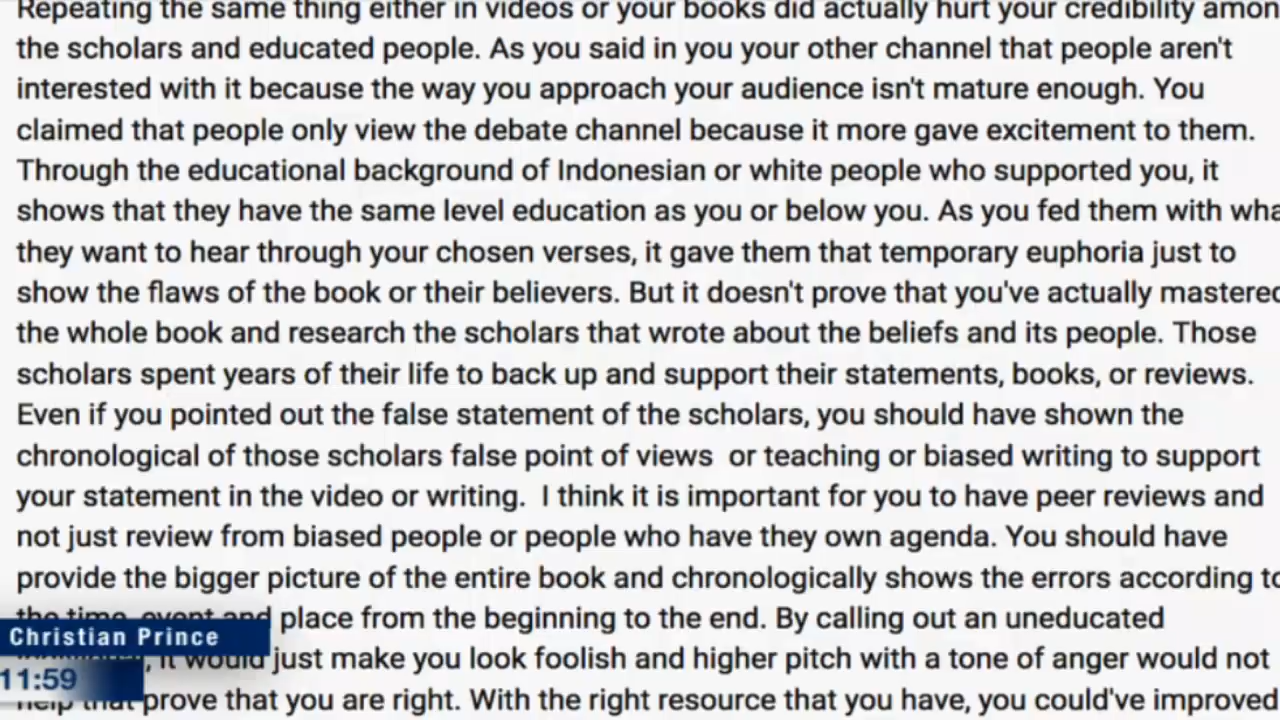 Repeating the same thing either in videos or your books did actually hurt your credibility amon
the scholars and educated people. As you said in you your other channel that people aren't
interested with it because the way you approach your audience isn't mature enough. You
claimed that people only view the debate channel because it more gave excitement to them.
Through the educational background of Indonesian or white people who supported you, it
shows that they have the same level education as you or below you. As you fed them with wha
they want to hear through your chosen verses, it gave them that temporary euphoria just to
show the flaws of the book or their believers. But it doesn't prove that you've actually mastered
the whole book and research the scholars that wrote about the beliefs and its people. Those
scholars spent years of their life to back up and support their statements, books, or reviews.
Even if you pointed out the false statement of the scholars, you should have shown the
chronological of those scholars false point of views  or teaching or biased writing to support
your statement in the video or writing.  I think it is important for you to have peer reviews and
not just review from biased people or people who have they own agenda. You should have
provide the bigger picture of the entire book and chronologically shows the errors according to
the time, event and place from the beginning to the end. By calling out an uneducated
Christian Prince
, it would just make you look foolish and higher pitch with a tone of anger would not
11:59
help that prove that you are right. With the right resource that you have, you could've improved